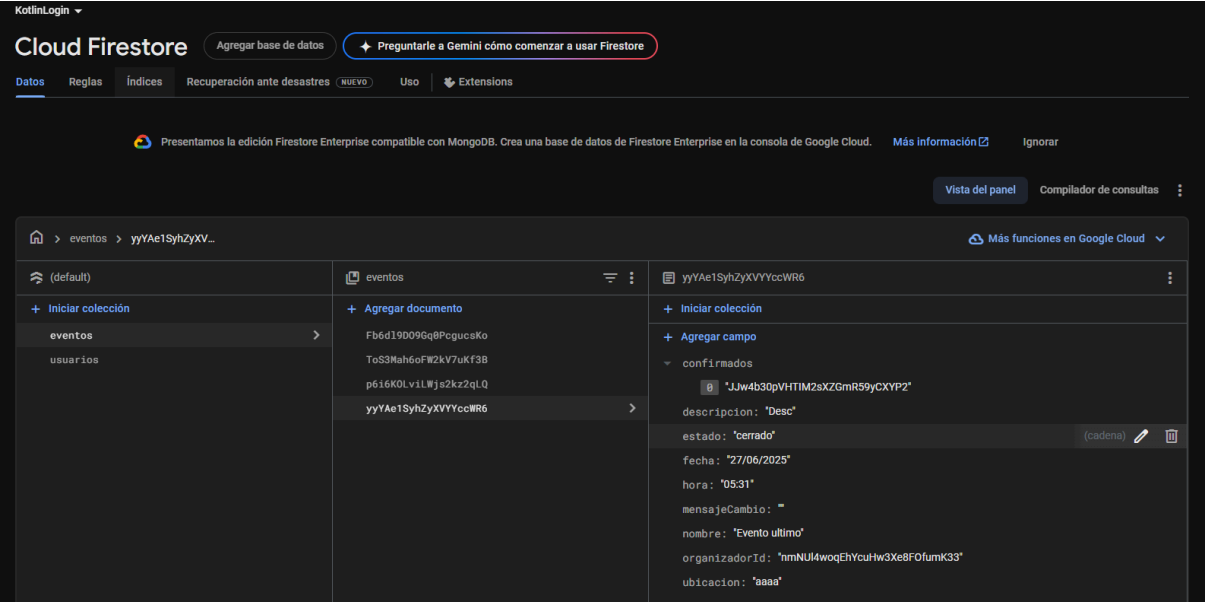 KotlinLogin
Cloud Firestore
Agregar base de datos
Preguntarle a Gemini cómo comenzar a usar Firestore
Datos Reglas Índices Recuperación ante desastres NUEVO Uso Extensions
Presentamos la edición Firestore Enterprise compatible con MongoDB. Crea una base de datos de Firestore Enterprise en la consola de Google Cloud. Más información Ignorar
Vista del panel Compilador de consultas
> eventos > yyYAe1SyhZyXV...
Más funciones en Google Cloud
(default)
+ Iniciar colección
eventos
usuarios
eventos
+ Agregar documento
Fb6dl9DO9Gq0PcgucsKo
ToS3Mah6oFW2kV7uKf3B
p6i6KOLviLWjs2kz2qLQ
yyYAe1SyhZyXVYYccWR6
yyYAe1SyhZyXVYYccWR6
+ Iniciar colección
+ Agregar campo
confirmados
0 "JJw4b30pVHTIM2sXZGmR59yCXYP2"
descripcion: "Desc"
estado: "cerrado" (cadena)
fecha: "27/06/2025"
hora: "05:31"
mensajeCambio: ""
nombre: "Evento ultimo"
organizadorId: "nmNUl4woqEhYcuHw3Xe8FOfumK33"
ubicacion: "aaaa"